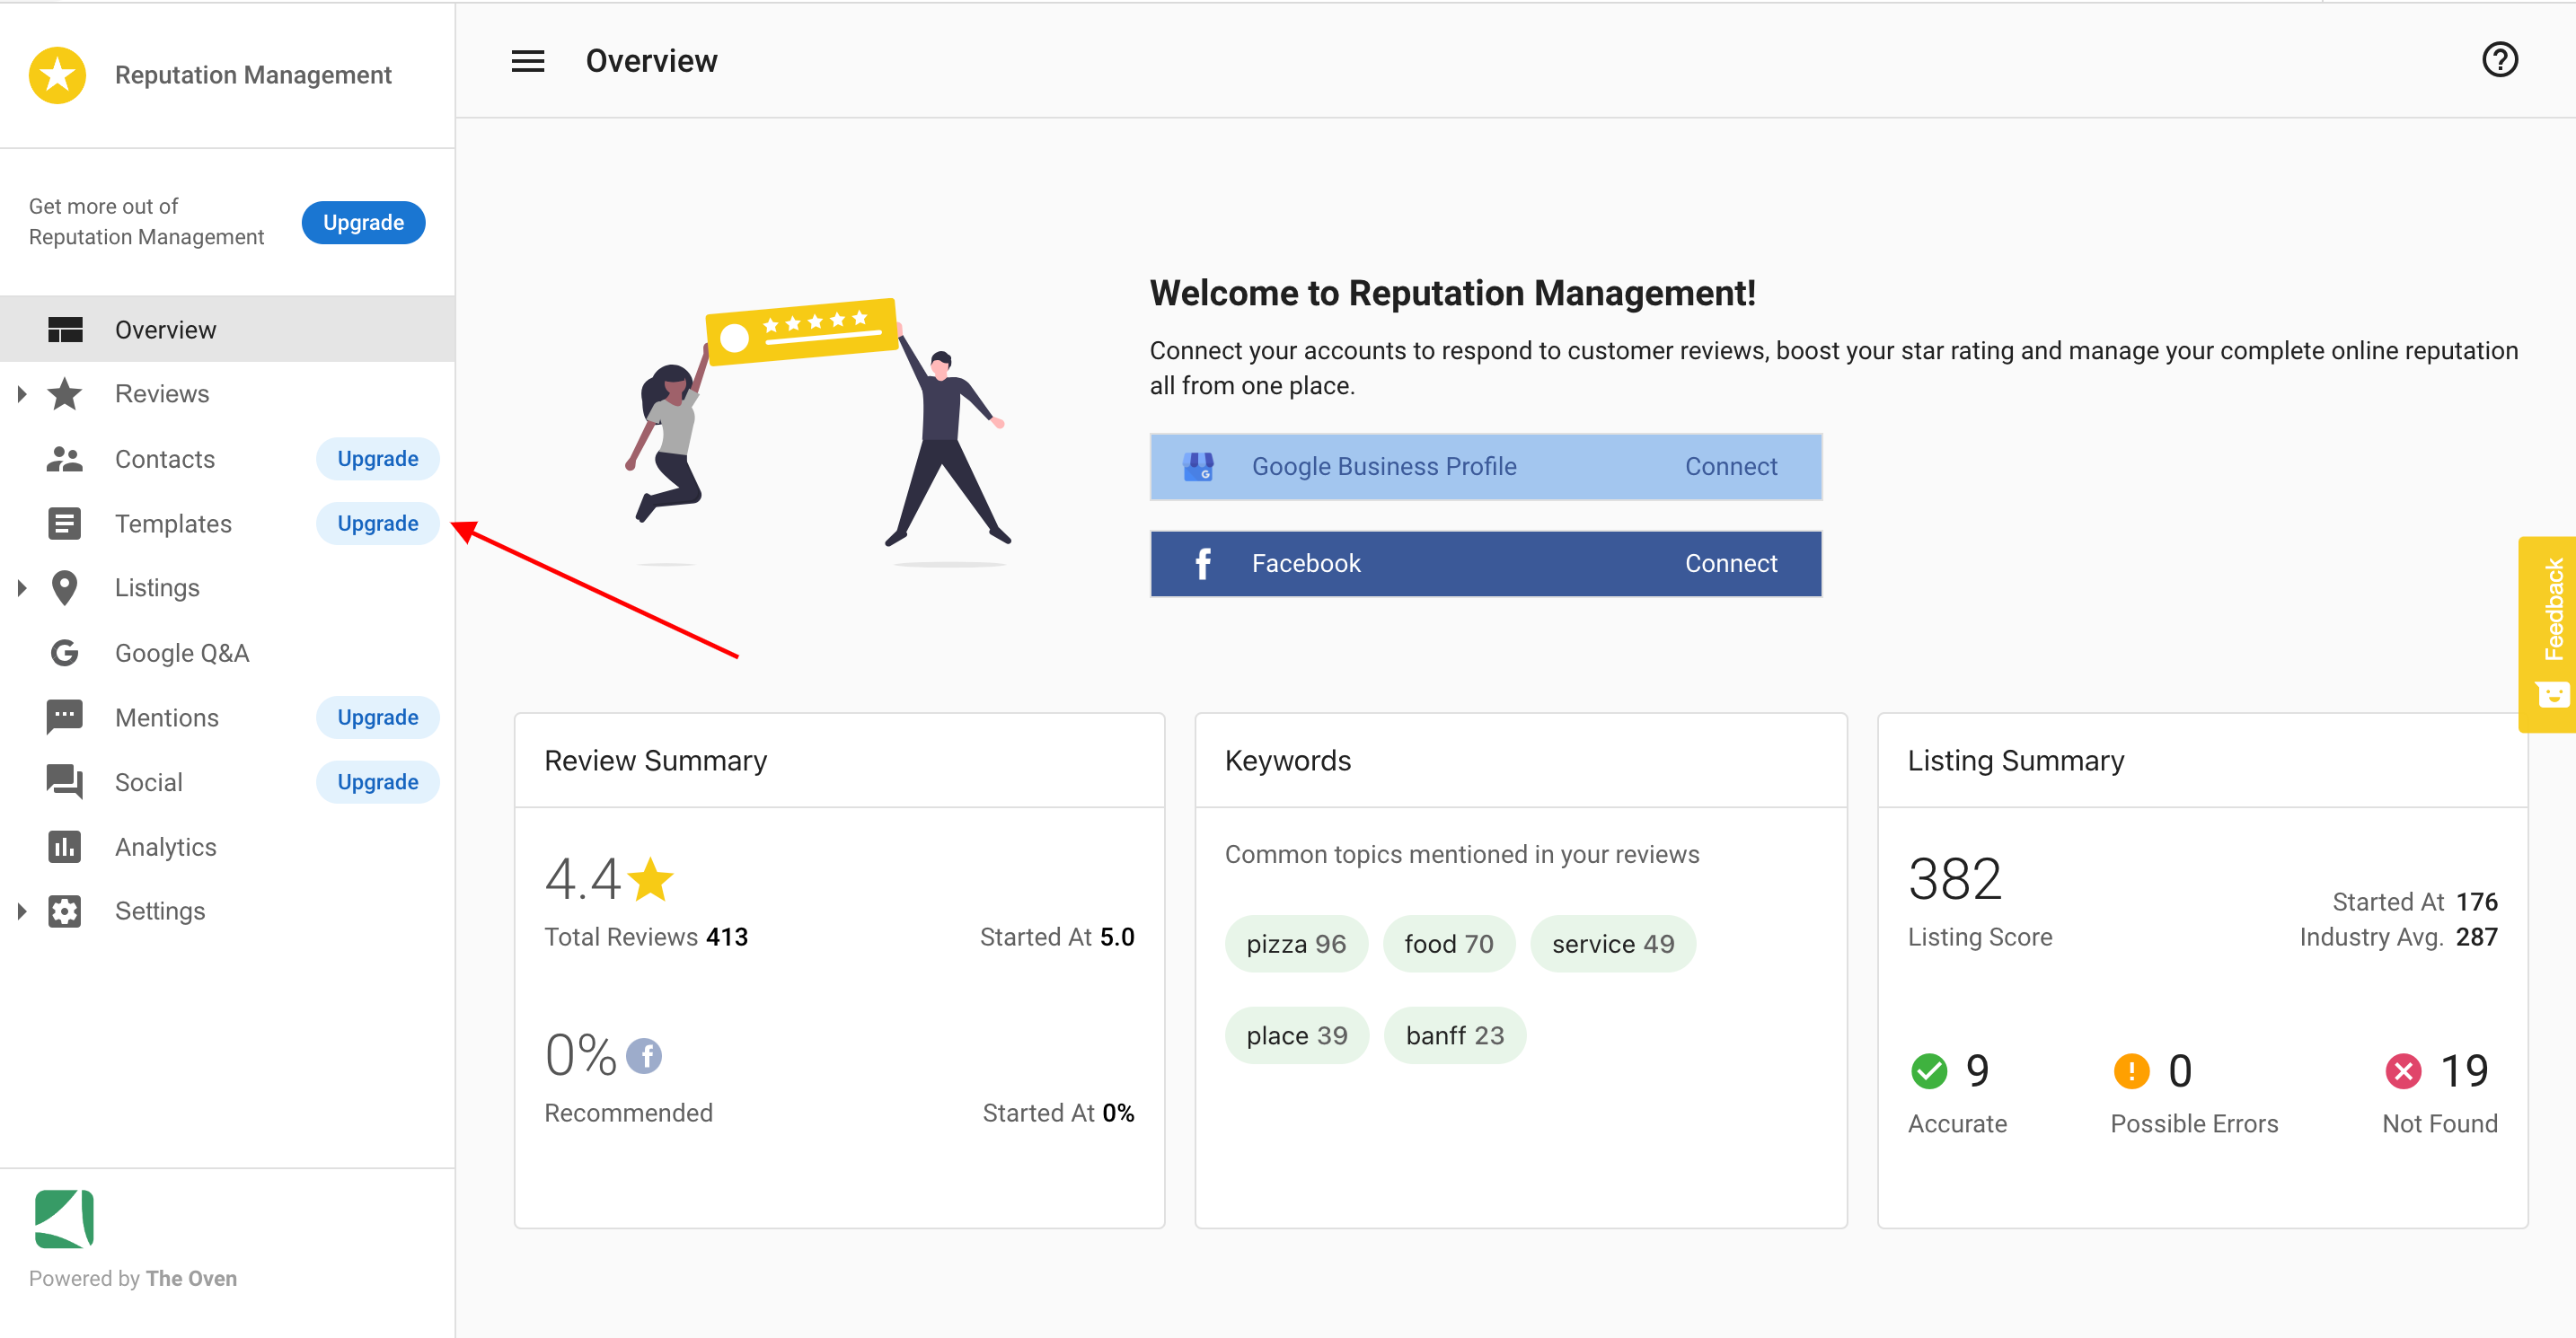 Reputation Management
Get more out of
Reputation Management
Upgrade
Overview
Reviews
Contacts
Upgrade
Templates
Upgrade
Listings
Google Q&A
Mentions
Upgrade
Social
Upgrade
Analytics
Settings
Powered by The Oven
Overview
Welcome to Reputation Management!
Connect your accounts to respond to customer reviews, boost your star rating and manage your complete online reputation
all from one place.
Google Business Profile Connect
Facebook Connect
Feedback
Review Summary
4.4
Total Reviews 413 Started At 5.0
0%
Recommended Started At 0%
Keywords
Common topics mentioned in your reviews
pizza 96 food 70 service 49
place 39 banff 23
Listing Summary
382
Started At 176
Listing Score Industry Avg. 287
9 0 19
Accurate Possible Errors Not Found